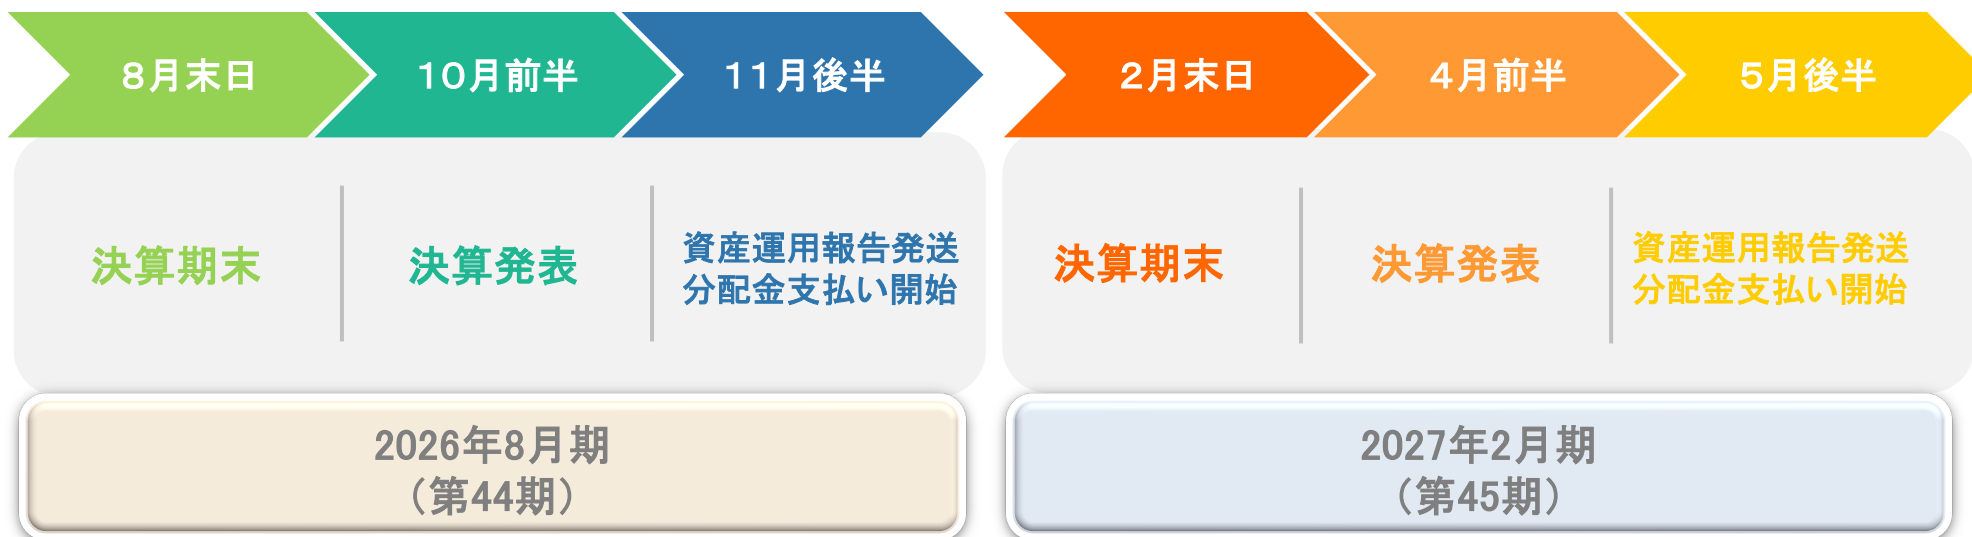 8月末日
10月前半
11月後半
決算期末
決算発表
資産運用報告発送
分配金支払い開始
2026年8月期
（第44期）
2月末日
4月前半
5月後半
決算期末
決算発表
資産運用報告発送
分配金支払い開始
2027年2月期
（第45期）